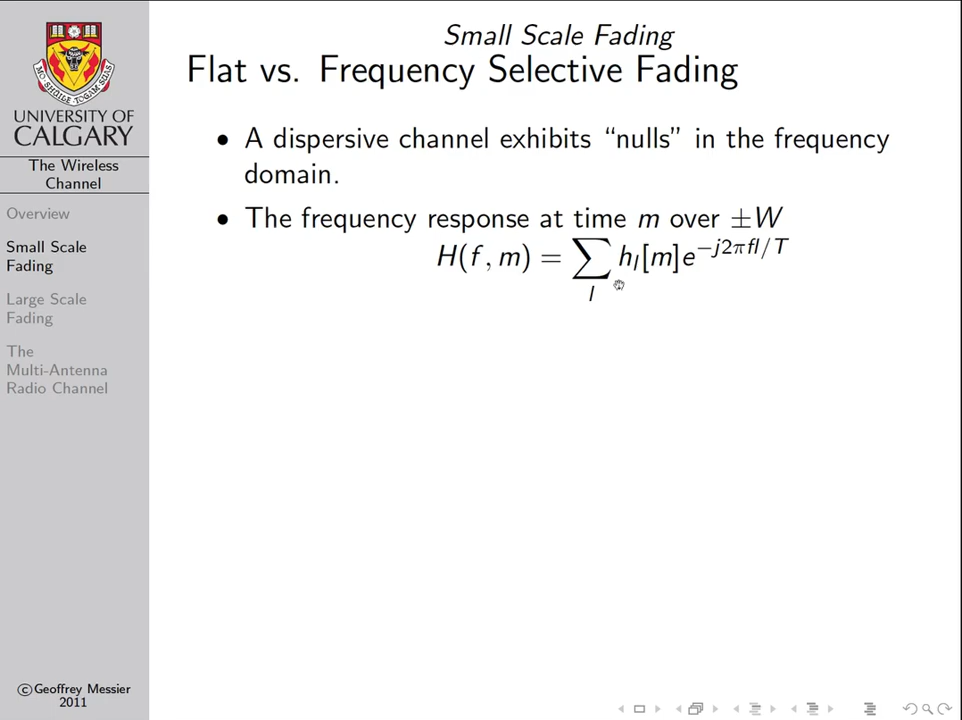 Small Scale Fading
Flat vs. Frequency Selective Fading
UNIVERSITY OF
CALGARY
The Wireless
Channel
Overview
Small Scale
Fading
Large Scale
Fading
The
Multi-Antenna
Radio Channel
• A dispersive channel exhibits “nulls” in the frequency
domain.
• The frequency response at time m over ±W
H(f, m) = ∑_l h_l[m]e^{−j2πfl/T}
©Geoffrey Messier
2011